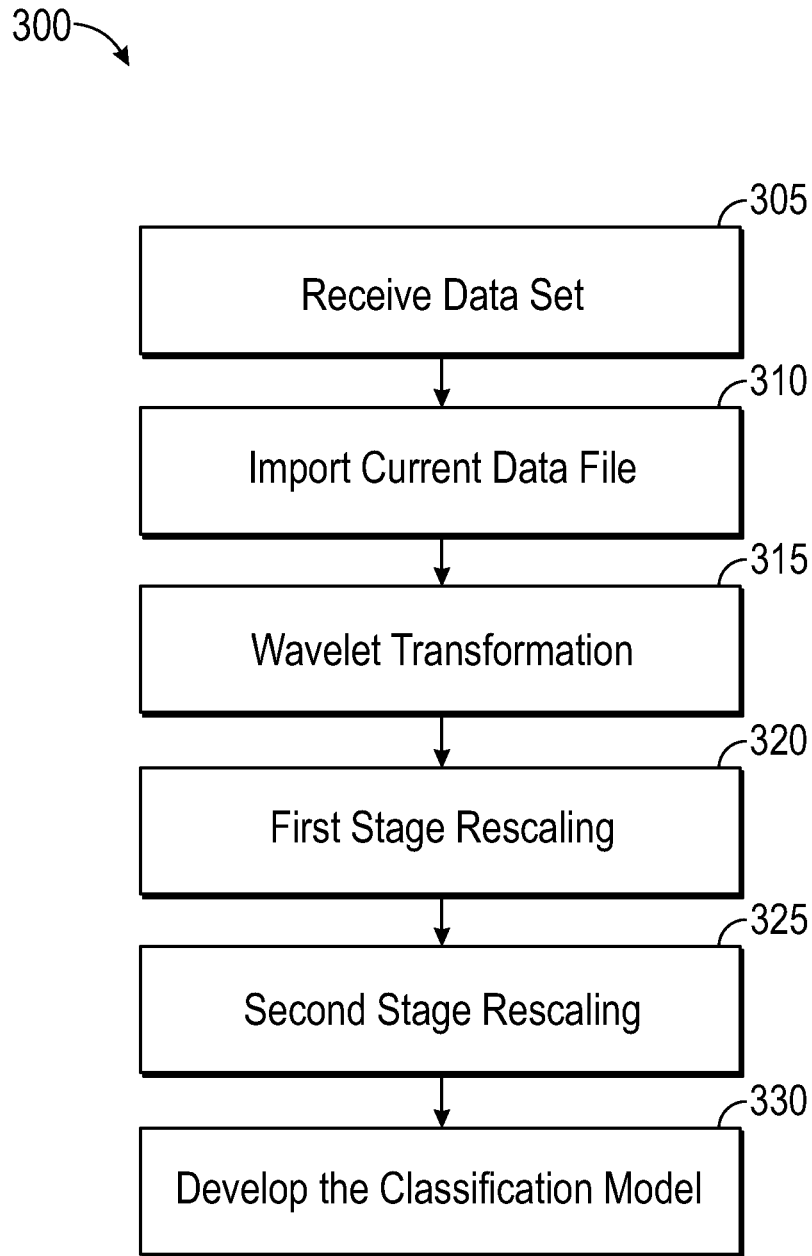 300
305
Receive Data Set
310
Import Current Data File
315
Wavelet Transformation
320
First Stage Rescaling
325
Second Stage Rescaling
330
Develop the Classification Model